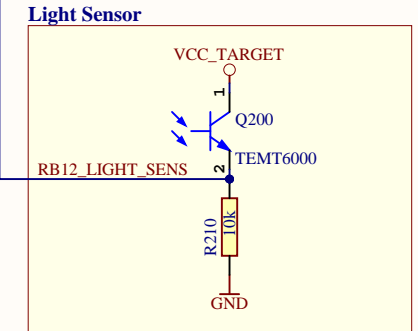 Light Sensor
VCC_TARGET
1
Q200
TEMT6000
2
RB12_LIGHT_SENS
R210
10k
GND